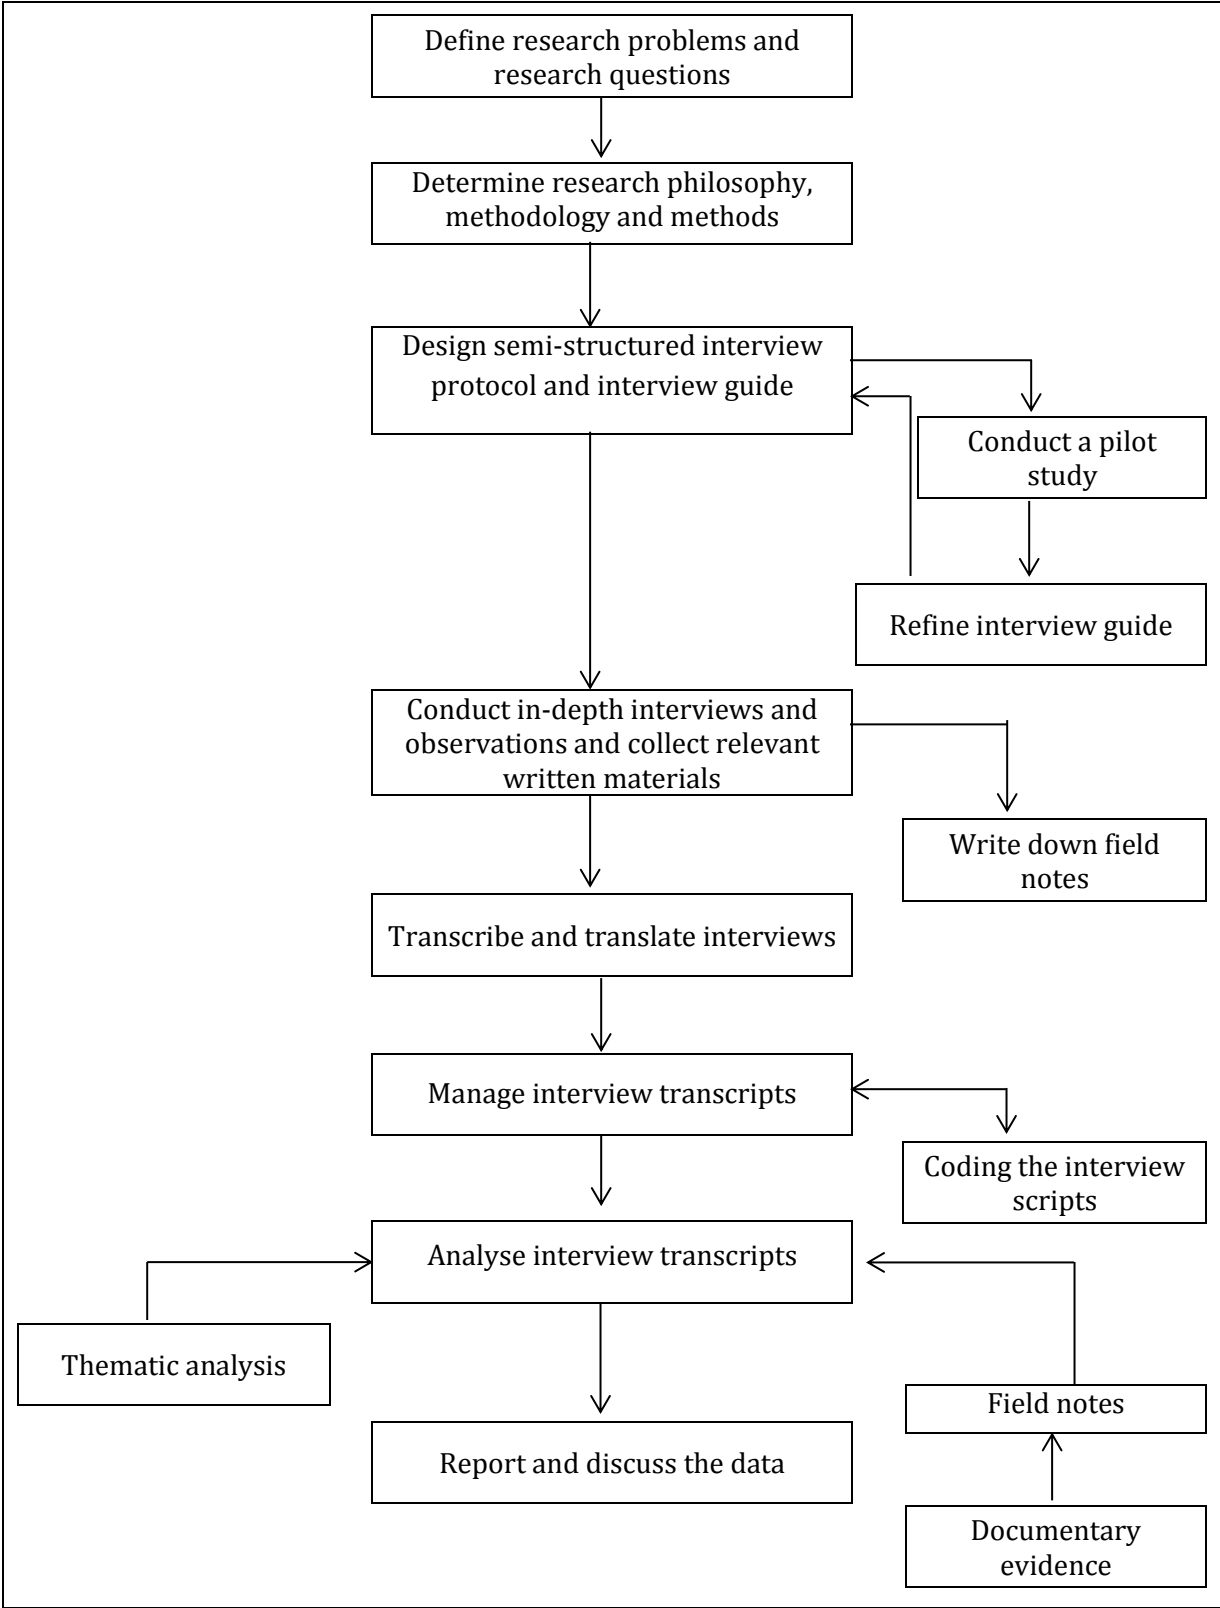 Define research problems and
research questions
Determine research philosophy,
methodology and methods
Design semi-structured interview
protocol and interview guide
Conduct a pilot
study
Refine interview guide
Conduct in-depth interviews and
observations and collect relevant
written materials
Write down field
notes
Transcribe and translate interviews
Manage interview transcripts
Coding the interview
scripts
Analyse interview transcripts
Thematic analysis
Field notes
Report and discuss the data
Documentary
evidence